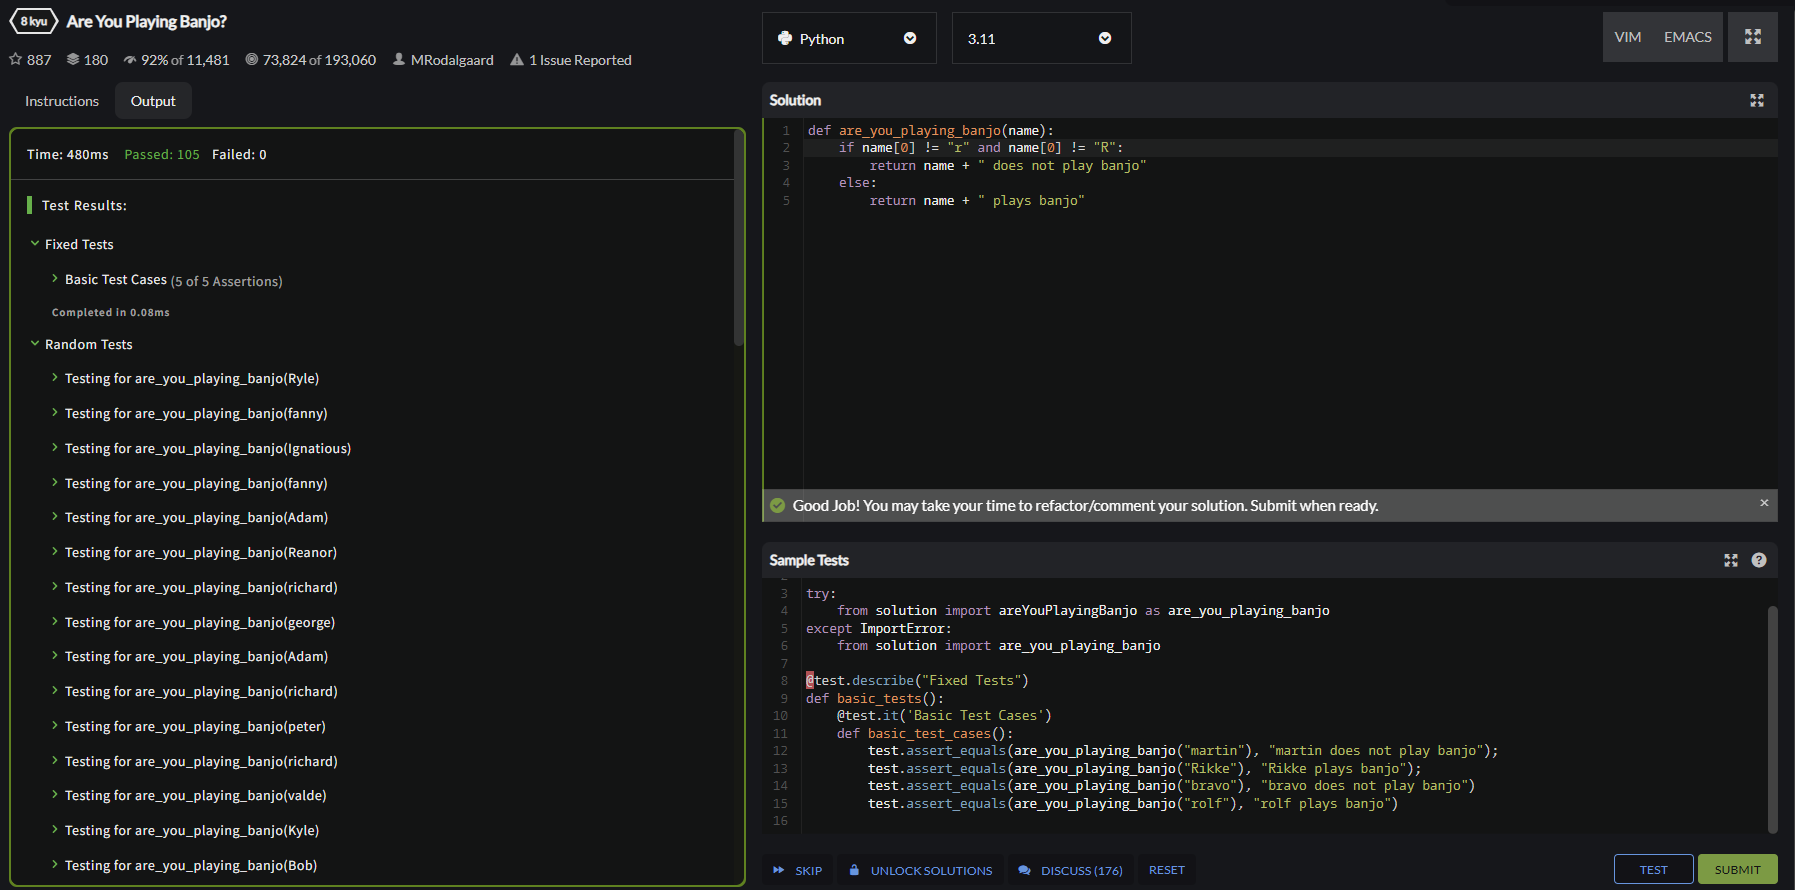 8 kyu Are You Playing Banjo?
887 180 92% of 11,481 73,824 of 193,060 MRodalgaard 1 Issue Reported
Instructions Output
Time: 480ms Passed: 105 Failed: 0
Test Results:
Fixed Tests
Basic Test Cases (5 of 5 Assertions)
Completed in 0.08ms
Random Tests
Testing for are_you_playing_banjo(Ryle)
Testing for are_you_playing_banjo(fanny)
Testing for are_you_playing_banjo(Ignatious)
Testing for are_you_playing_banjo(fanny)
Testing for are_you_playing_banjo(Adam)
Testing for are_you_playing_banjo(Reanor)
Testing for are_you_playing_banjo(richard)
Testing for are_you_playing_banjo(george)
Testing for are_you_playing_banjo(Adam)
Testing for are_you_playing_banjo(richard)
Testing for are_you_playing_banjo(peter)
Testing for are_you_playing_banjo(richard)
Testing for are_you_playing_banjo(valde)
Testing for are_you_playing_banjo(Kyle)
Testing for are_you_playing_banjo(Bob)
Python 3.11 VIM EMACS
Solution
1 def are_you_playing_banjo(name):
2     if name[0] != "r" and name[0] != "R":
3         return name + " does not play banjo"
4     else:
5         return name + " plays banjo"
Good Job! You may take your time to refactor/comment your solution. Submit when ready.
Sample Tests
3 try:
4     from solution import areYouPlayingBanjo as are_you_playing_banjo
5 except ImportError:
6     from solution import are_you_playing_banjo
7
8 @test.describe("Fixed Tests")
9 def basic_tests():
10     @test.it('Basic Test Cases')
11     def basic_test_cases():
12         test.assert_equals(are_you_playing_banjo("martin"), "martin does not play banjo");
13         test.assert_equals(are_you_playing_banjo("Rikke"), "Rikke plays banjo");
14         test.assert_equals(are_you_playing_banjo("bravo"), "bravo does not play banjo")
15         test.assert_equals(are_you_playing_banjo("rolf"), "rolf plays banjo")
16
SKIP UNLOCK SOLUTIONS DISCUSS (176) RESET TEST SUBMIT